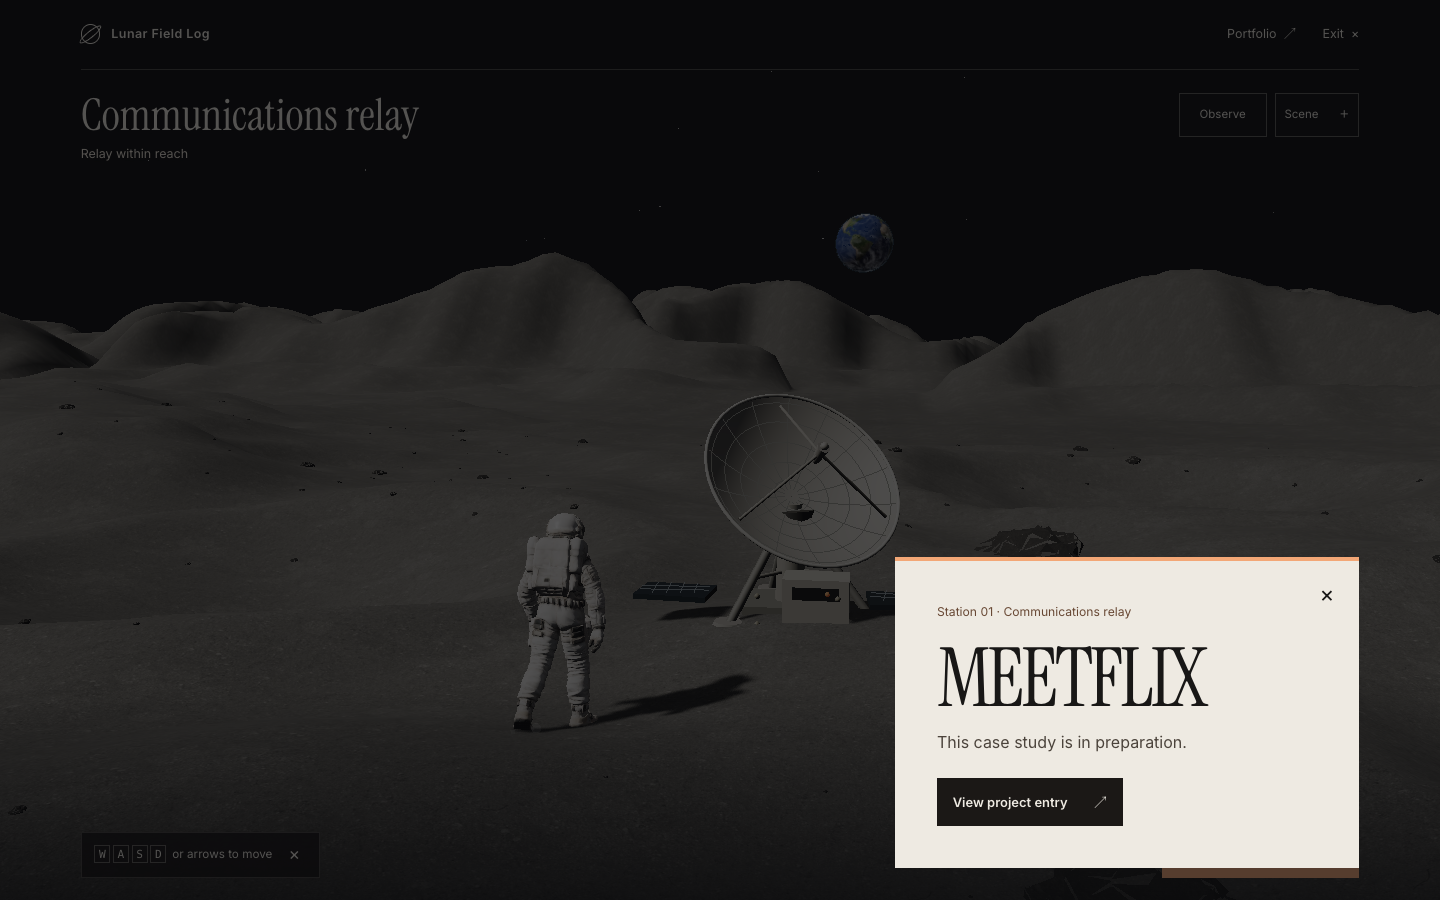 Lunar Field Log
Portfolio
Exit ×
Communications relay
Relay within reach
Observe
Scene +
Station 01 · Communications relay
MEETFLIX
This case study is in preparation.
View project entry
W A S D or arrows to move